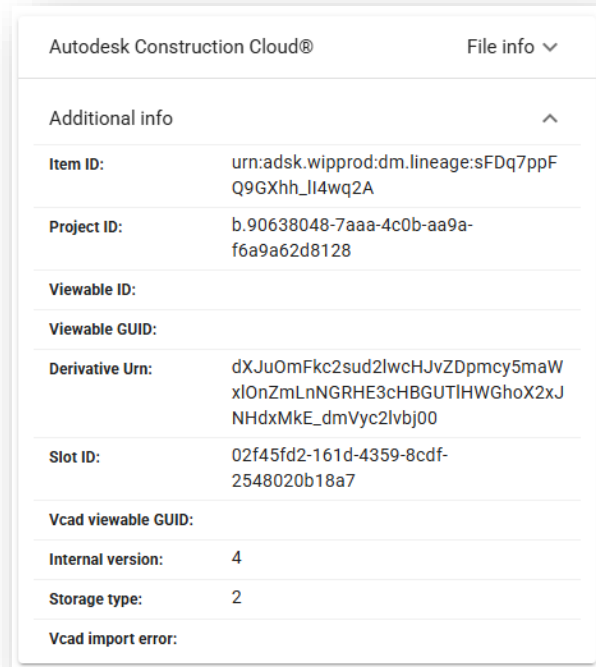 Autodesk Construction Cloud® File info
Additional info
Item ID: urn:adsk.wipprod:dm.lineage:sFDq7ppF
Q9GXhh_lI4wq2A
Project ID: b.90638048-7aaa-4c0b-aa9a-
f6a9a62d8128
Viewable ID:
Viewable GUID:
Derivative Urn: dXJuOmFkc2sud2lwcHJvZDpmcy5maW
xlOnZmLnNGRHE3cHBGUTlHWGhoX2xJ
NHdxMkE_dmVyc2lvbj00
Slot ID: 02f45fd2-161d-4359-8cdf-
2548020b18a7
Vcad viewable GUID:
Internal version: 4
Storage type: 2
Vcad import error: